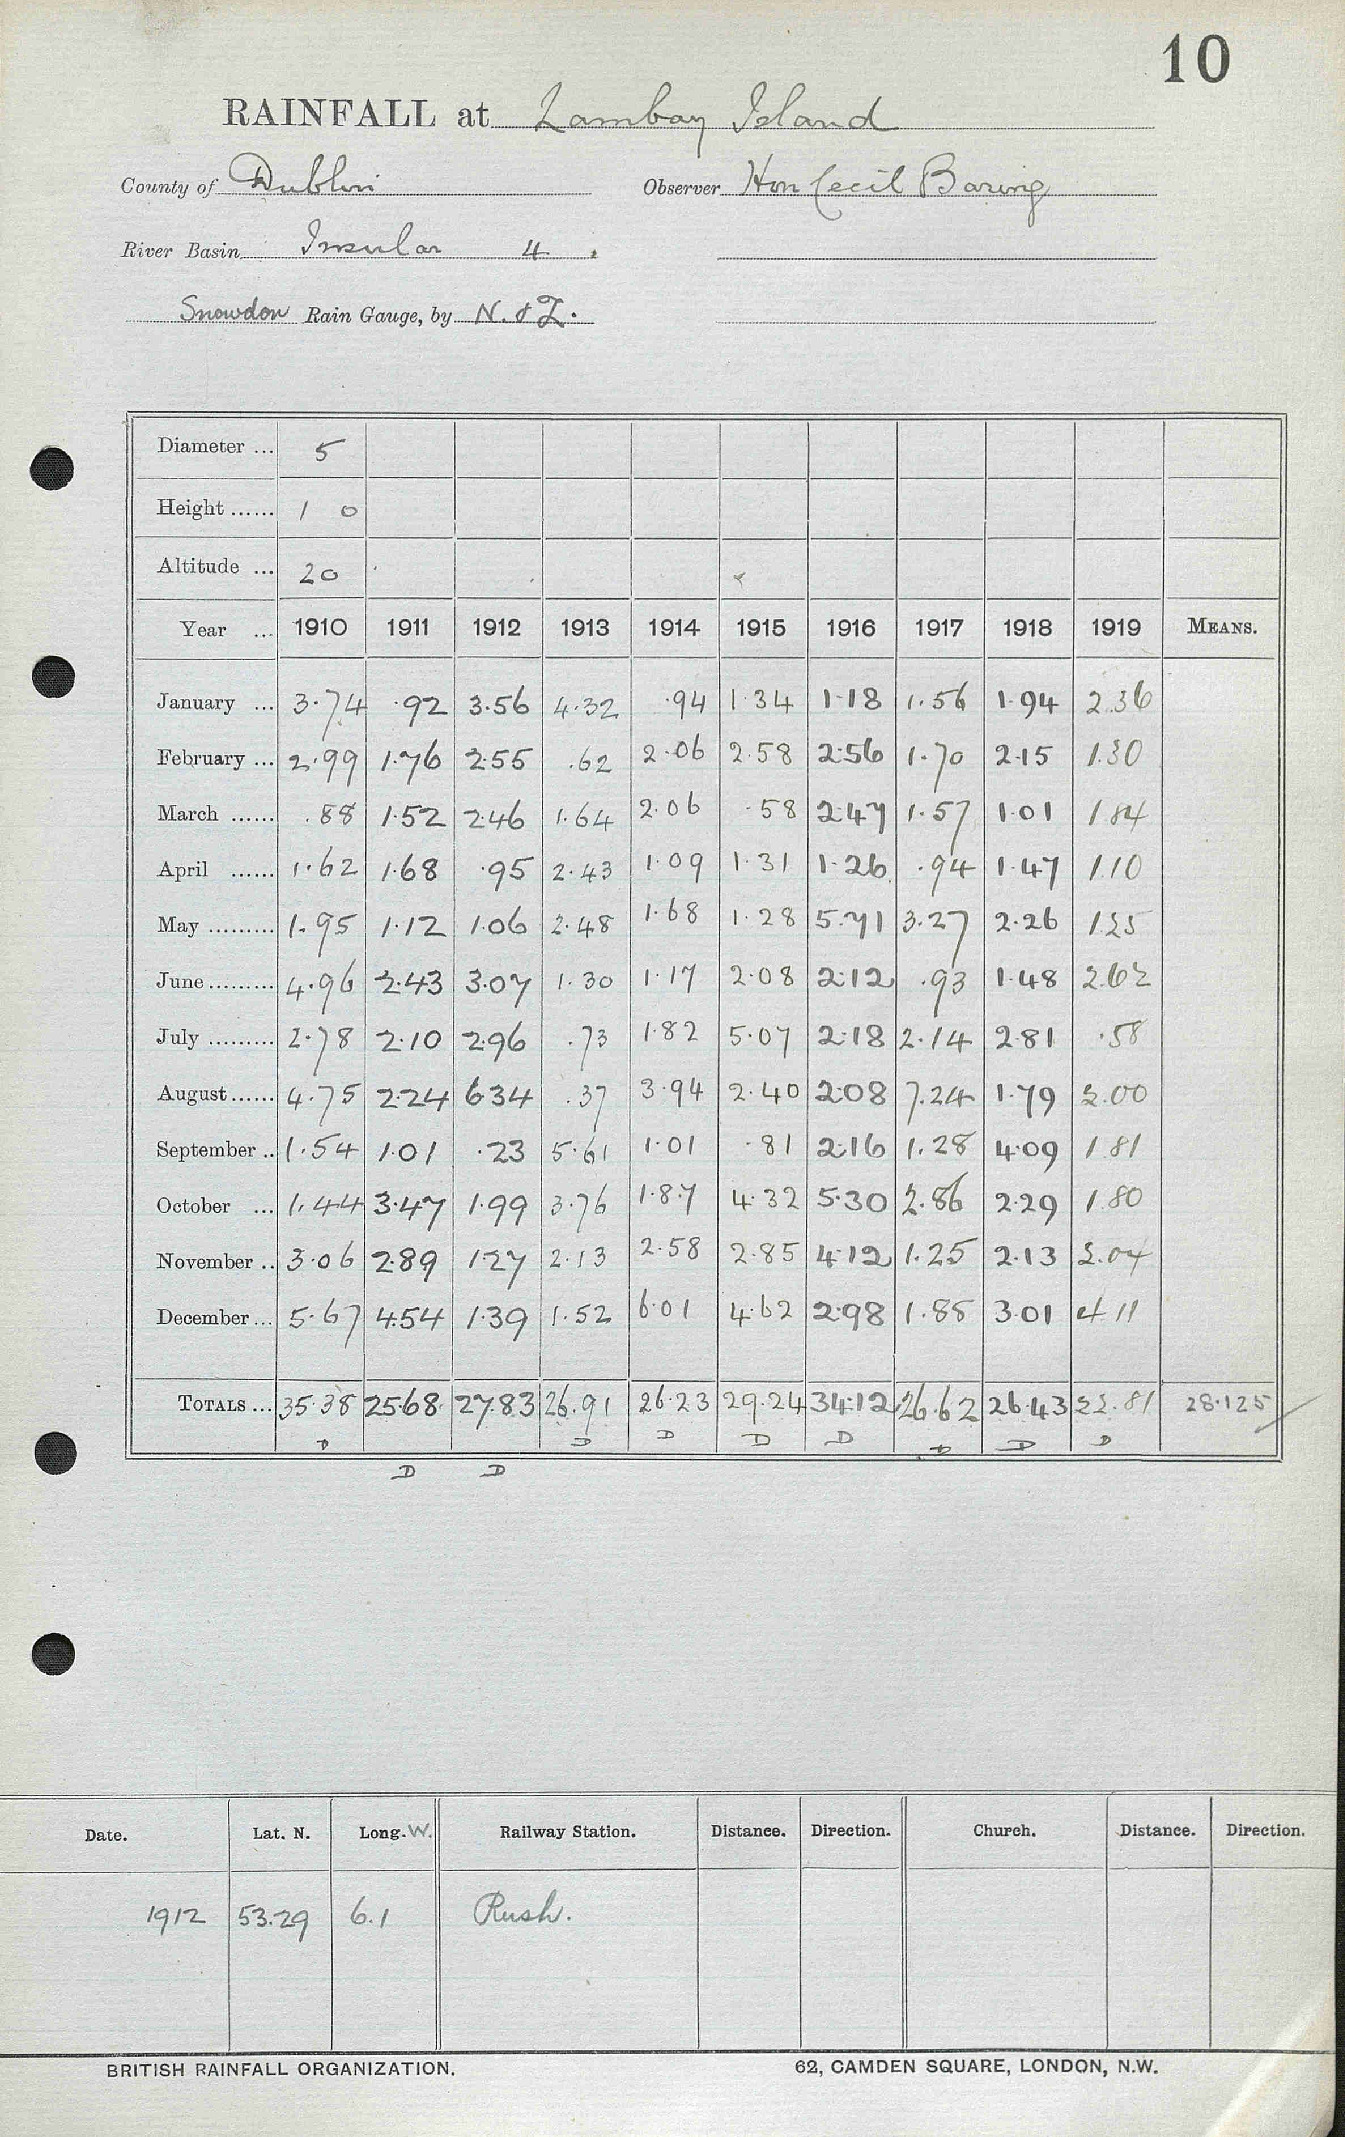 10
RAINFALL at Lambay Island
County of Dublin Observer Hon Cecil Baring
River Basin Insular 4
Snowdon Rain Gauge, by N. & Z.
Diameter ... 5
Height ...... 1 0
Altitude ... 20
Year ... 1910 1911 1912 1913 1914 1915 1916 1917 1918 1919 MEANS.
January ... 3.74 .92 3.56 4.32 .94 1.34 1.18 1.56 1.94 2.36
February ... 2.99 1.76 2.55 .62 2.06 2.58 2.56 1.70 2.15 1.30
March ...... .88 1.52 2.46 1.64 2.06 .58 2.47 1.57 1.01 1.84
April ...... 1.62 1.68 .95 2.43 1.09 1.31 1.26 .94 1.47 1.10
May ......... 1.95 1.12 1.06 2.48 1.68 1.28 5.71 3.27 2.26 1.25
June ......... 4.96 2.43 3.07 1.30 1.17 2.08 2.12 .93 1.48 2.62
July ......... 2.78 2.10 2.96 .73 1.82 5.07 2.18 2.14 2.81 .58
August ...... 4.75 2.24 6.34 .37 3.94 2.40 2.08 7.24 1.79 2.00
September .. 1.54 1.01 .23 5.61 1.01 .81 2.16 1.28 4.09 1.81
October ... 1.44 3.47 1.99 3.76 1.87 4.32 5.30 2.86 2.29 1.80
November .. 3.06 2.89 1.27 2.13 2.58 2.85 4.12 1.25 2.13 2.04
December ... 5.67 4.54 1.39 1.52 6.01 4.62 2.98 1.88 3.01 4.11
TOTALS ... 35.38 25.68 27.83 26.91 26.23 29.24 34.12 26.62 26.43 22.81 28.125
D D D D D D D D
D D
Date. Lat. N. Long. W. Railway Station. Distance. Direction. Church. Distance. Direction.
1912 53.29 6.1 Rush.
BRITISH RAINFALL ORGANIZATION. 62, CAMDEN SQUARE, LONDON, N.W.